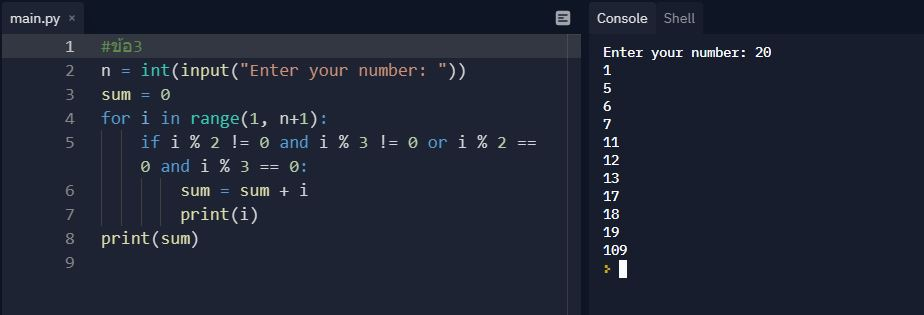 main.py ×
1 #ข้อ3
2 n = int(input("Enter your number: "))
3 sum = 0
4 for i in range(1, n+1):
5 if i % 2 != 0 and i % 3 != 0 or i % 2 ==
0 and i % 3 == 0:
6 sum = sum + i
7 print(i)
8 print(sum)
9
Console Shell
Enter your number: 20
1
5
6
7
11
12
13
17
18
19
109